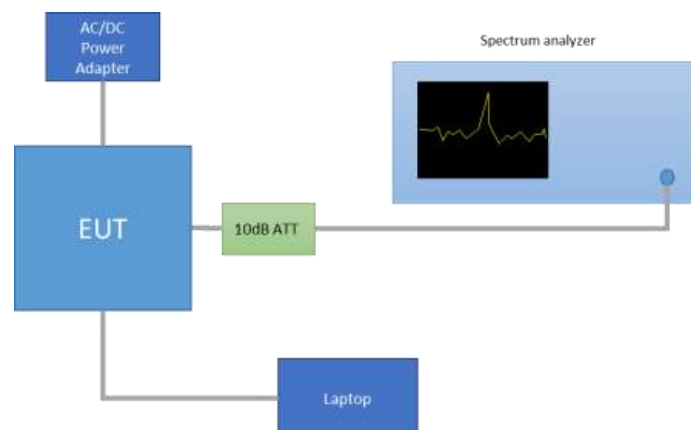 AC/DC
Power
Adapter
Spectrum analyzer
EUT
10dB ATT
Laptop